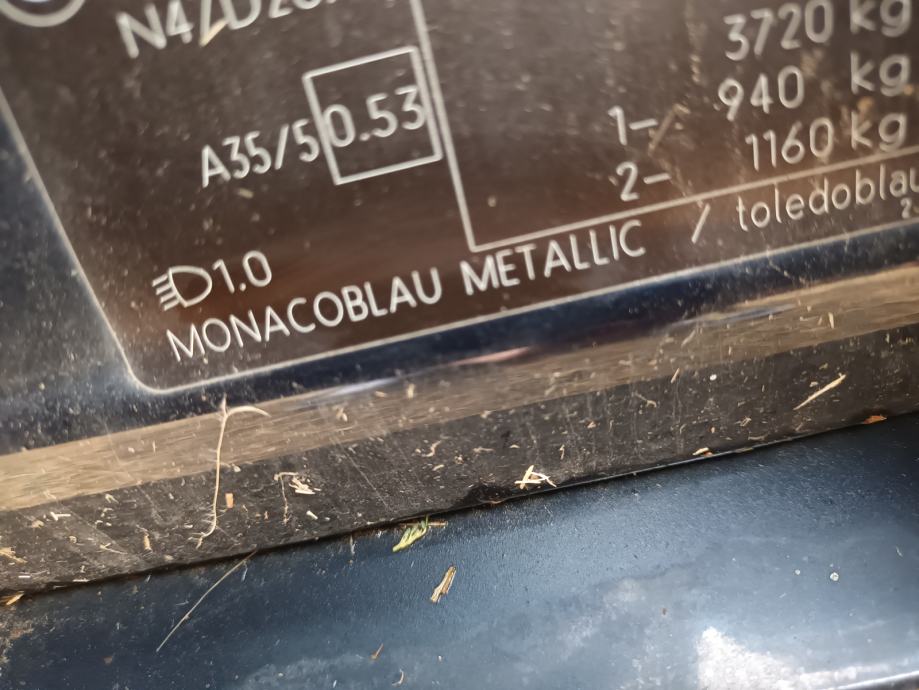 3720 kg
1- 940 kg
A35/5 0.53
2- 1160 kg
1.0
MONACOBLAU METALLIC / toledoblau